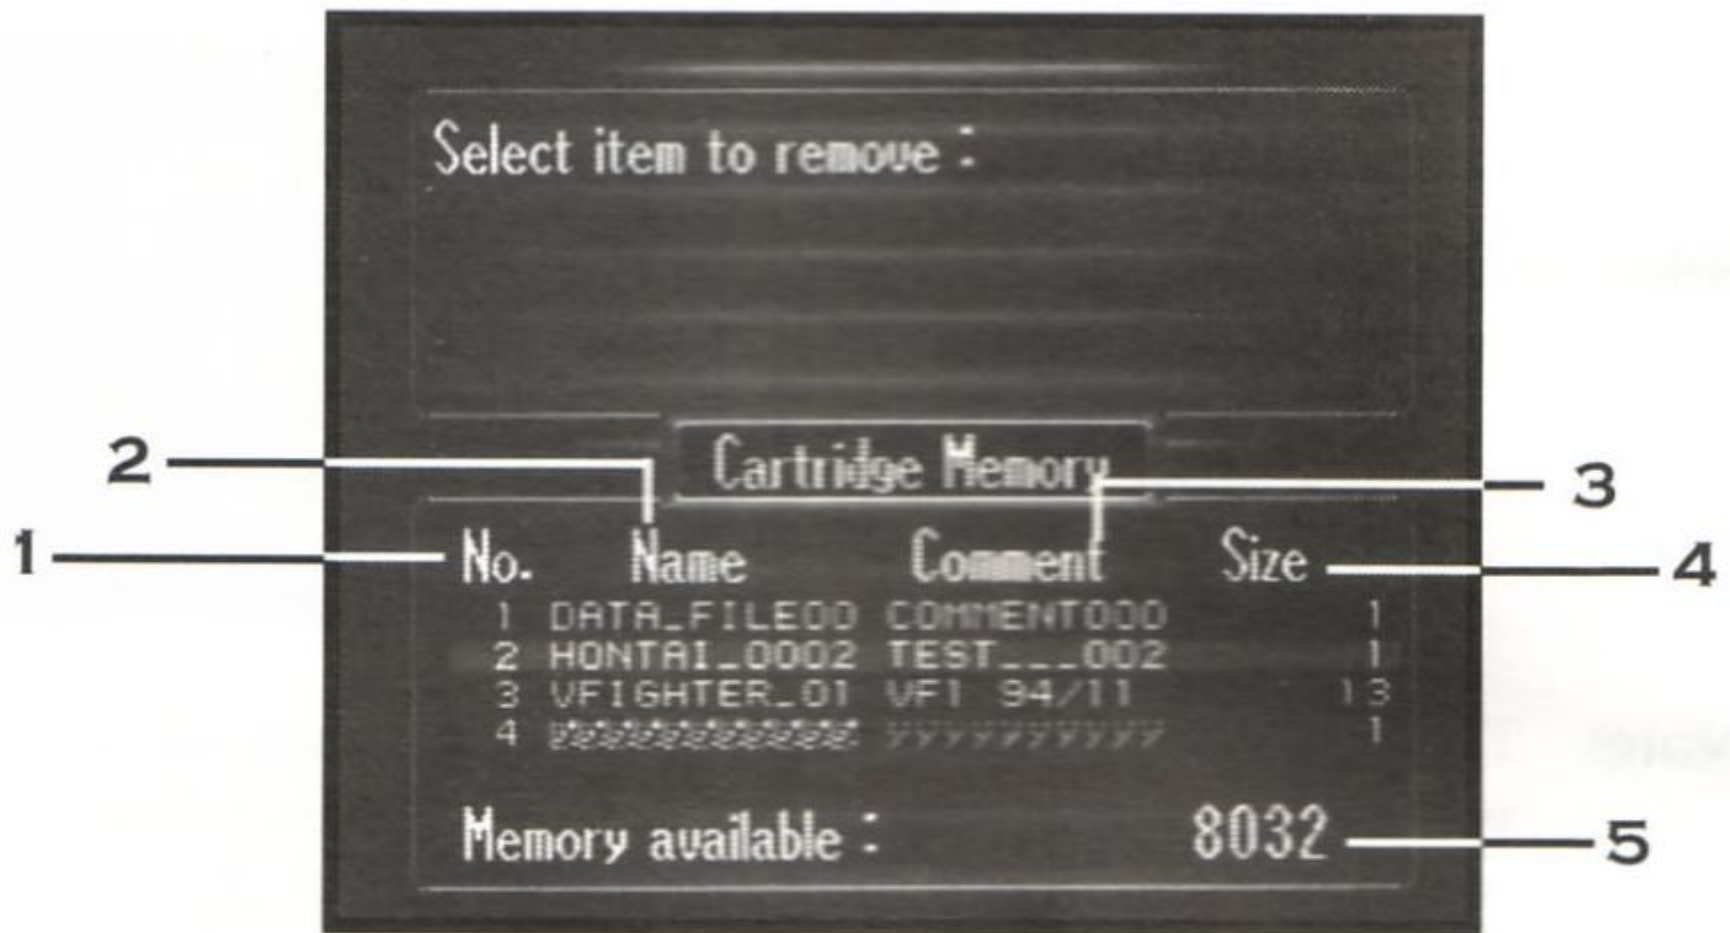 Select item to remove :
2
Cartridge Memory
3
1
No. Name Comment Size
4
1 DATA_FILE00 COMMENT000 1
2 HONTAI_0002 TEST___002 1
3 VFIGHTER_01 VF1 94/11 13
4 yyyyyyyyyy 1
Memory available : 8032
5